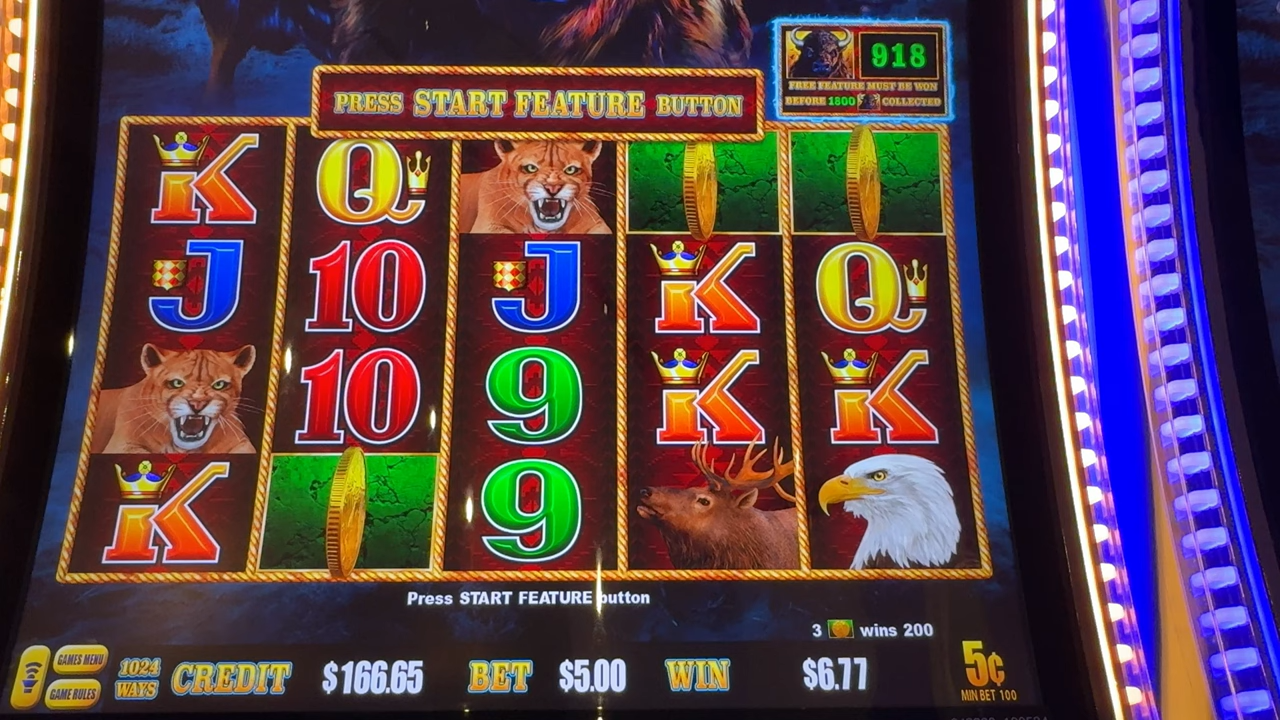 918
FREE FEATURE MUST BE WON
BEFORE 1800 COLLECTED
PRESS START FEATURE BUTTON
K Q
J 10 J K Q
10 9 K K
K 9
Press START FEATURE button
3 wins 200
GAMES MENU
GAME RULES
1024 WAYS
CREDIT $166.65 BET $5.00 WIN $6.77
5¢
MIN BET 100